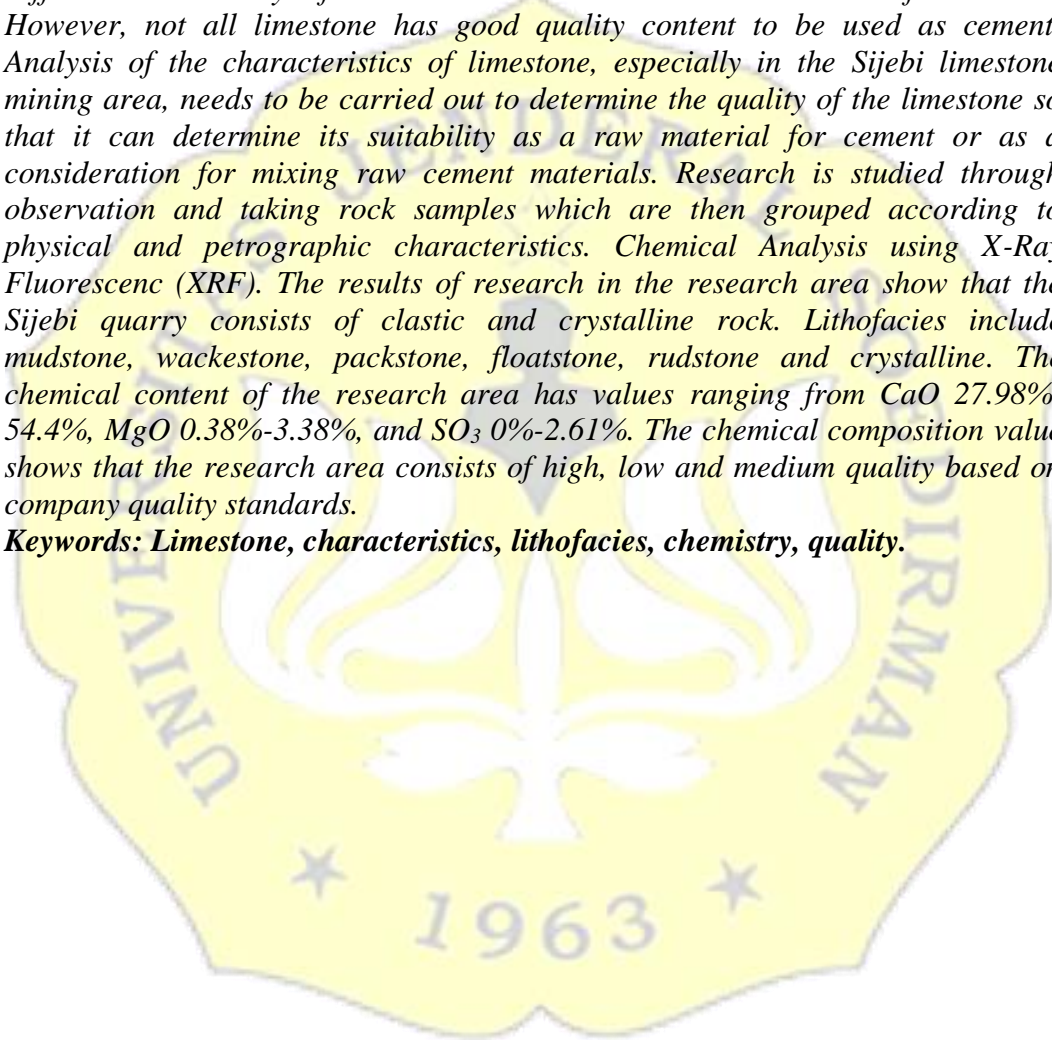 However, not all limestone has good quality content to be used as cement
Analysis of the characteristics of limestone, especially in the Sijebi limestone
mining area, needs to be carried out to determine the quality of the limestone so
that it can determine its suitability as a raw material for cement or as a
consideration for mixing raw cement materials. Research is studied through
observation and taking rock samples which are then grouped according to
physical and petrographic characteristics. Chemical Analysis using X-Ray
Fluorescenc (XRF). The results of research in the research area show that the
Sijebi quarry consists of clastic and crystalline rock. Lithofacies include
mudstone, wackestone, packstone, floatstone, rudstone and crystalline. The
chemical content of the research area has values ranging from CaO 27.98%
54.4%, MgO 0.38%-3.38%, and SO₃ 0%-2.61%. The chemical composition value
shows that the research area consists of high, low and medium quality based on
company quality standards.
Keywords: Limestone, characteristics, lithofacies, chemistry, quality.
UNIVERSITAS JENDERAL SOEDIRMAN
1963